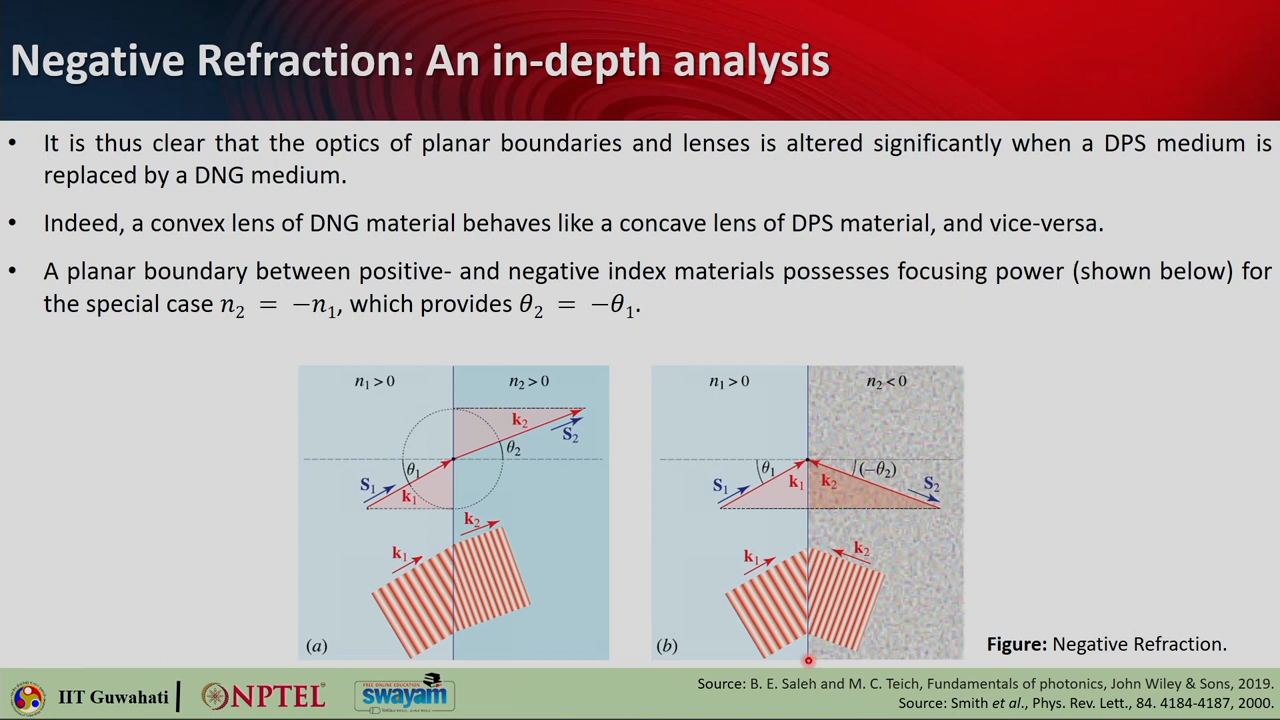 Negative Refraction: An in-depth analysis
• It is thus clear that the optics of planar boundaries and lenses is altered significantly when a DPS medium is
replaced by a DNG medium.
• Indeed, a convex lens of DNG material behaves like a concave lens of DPS material, and vice-versa.
• A planar boundary between positive- and negative index materials possesses focusing power (shown below) for
the special case n₂ = −n₁, which provides θ₂ = −θ₁.
n₁ > 0
n₂ > 0
k₂
S₂
θ₂
θ₁
S₁
k₁
k₂
k₁
(a)
n₁ > 0
n₂ < 0
θ₁
(−θ₂)
S₁
k₁
k₂
S₂
k₁
k₂
(b)
Figure: Negative Refraction.
IIT Guwahati
NPTEL
FREE ONLINE EDUCATION
swayam
Source: B. E. Saleh and M. C. Teich, Fundamentals of photonics, John Wiley & Sons, 2019.
Source: Smith et al., Phys. Rev. Lett., 84. 4184-4187, 2000.